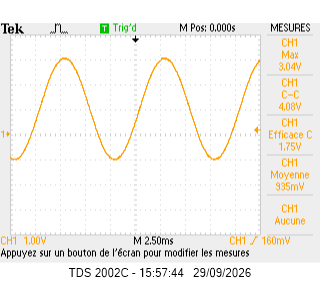 Tek Trig'd M Pos: 0.000s MESURES
CH1
Max
3.04V
CH1
C-C
4.08V
CH1
Efficace C
1.75V
CH1
Moyenne
935mV
CH1
Aucune
1
CH1 1.00V M 2.50ms CH1 160mV
Appuyez sur un bouton de l'écran pour modifier les mesures
TDS 2002C - 15:57:44 29/09/2026